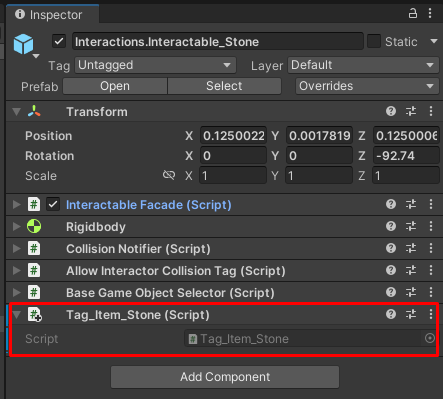 Inspector
Interactions.Interactable_Stone Static
Tag Untagged Layer Default
Prefab Open Select Overrides
Transform
Position X 0.1250022 Y 0.0017819 Z 0.1250006
Rotation X 0 Y 0 Z -92.74
Scale X 1 Y 1 Z 1
# Interactable Facade (Script)
Rigidbody
# Collision Notifier (Script)
# Allow Interactor Collision Tag (Script)
# Base Game Object Selector (Script)
# Tag_Item_Stone (Script)
Script # Tag_Item_Stone
Add Component